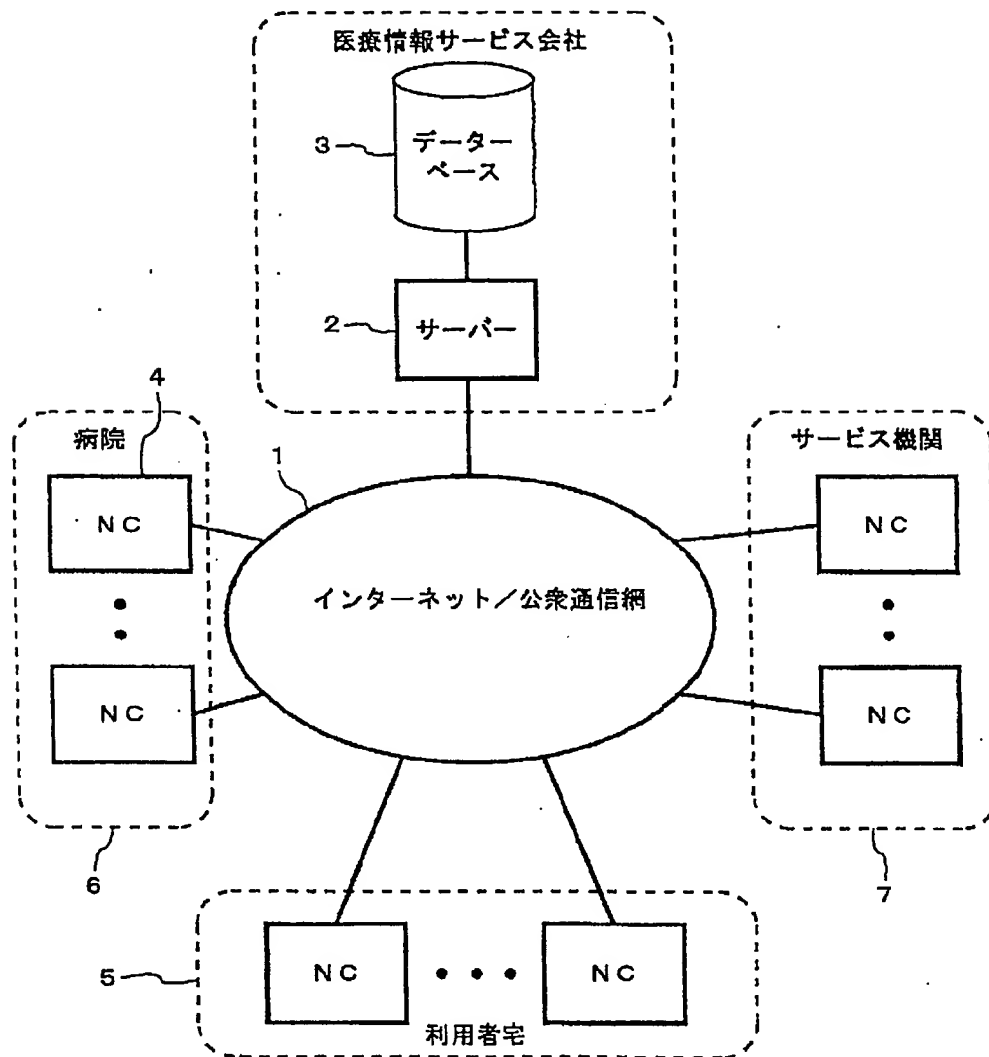 医療情報サービス会社
データー
ベース
3
サーバー
2
病院
4
NC
NC
6
1
インターネット／公衆通信網
サービス機関
NC
NC
7
5
NC
NC
利用者宅